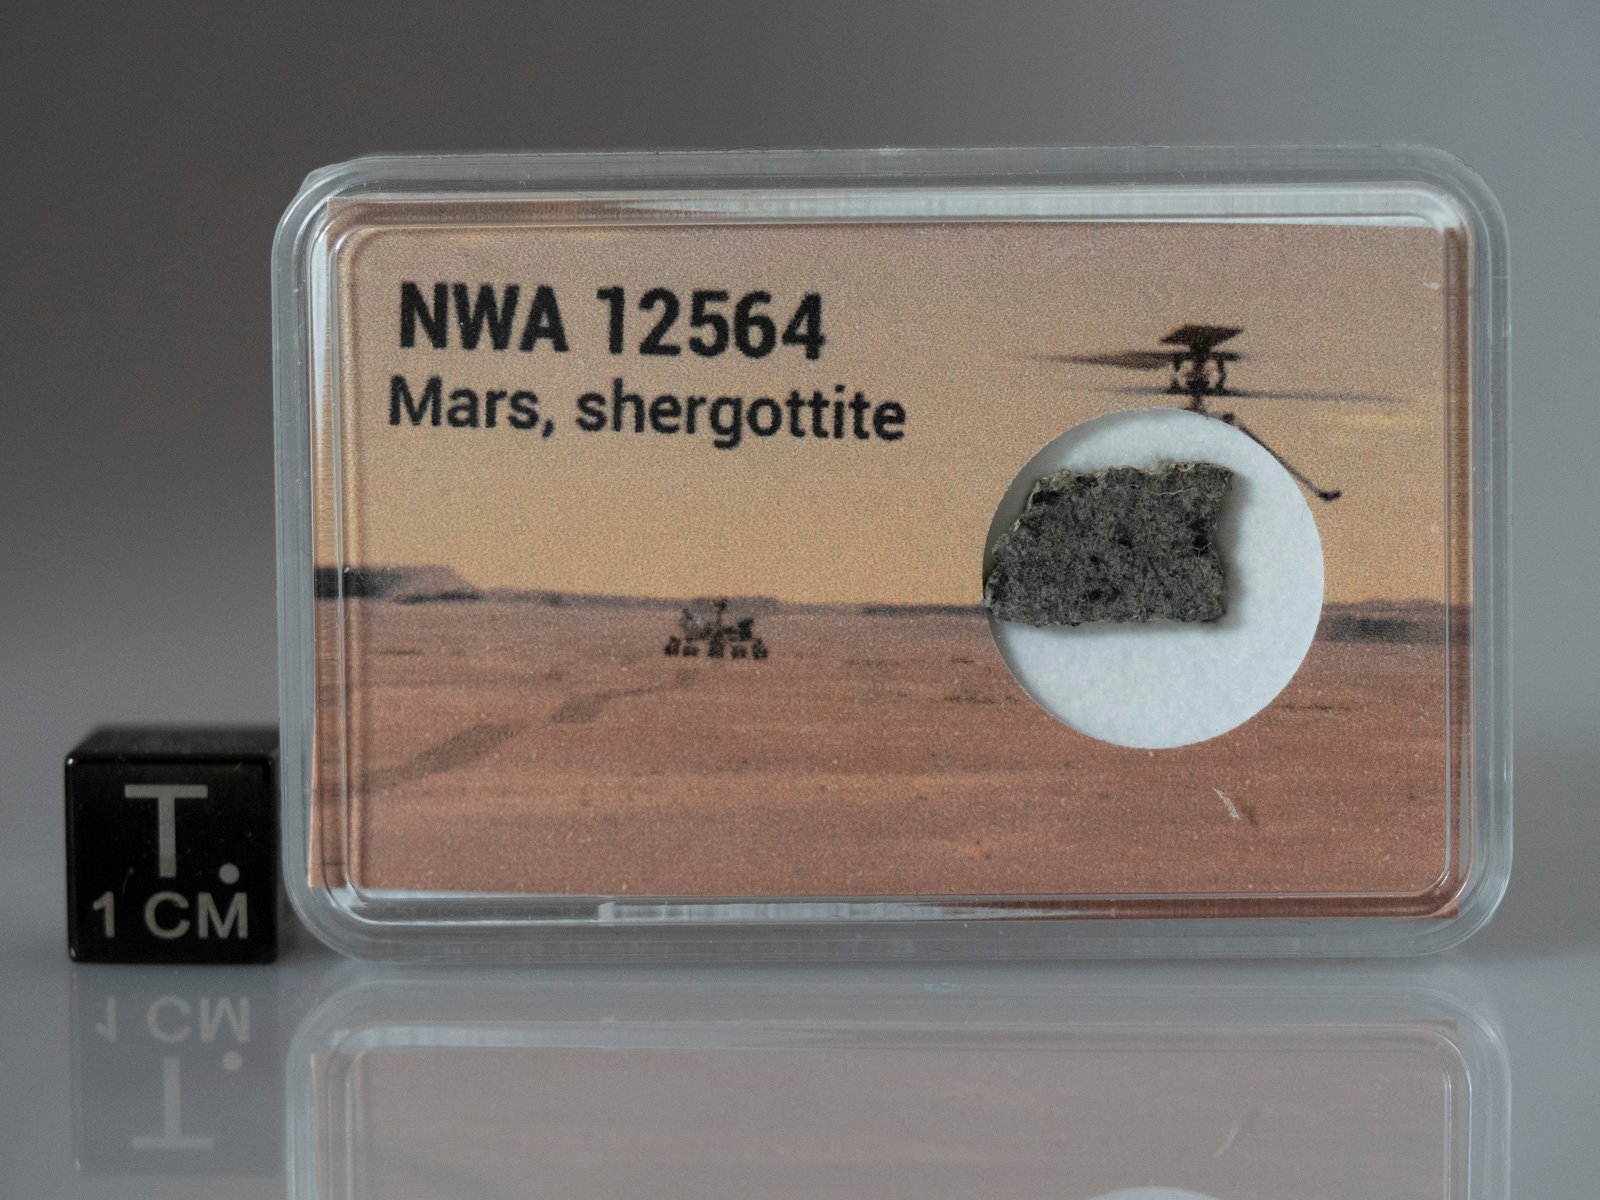 NWA 12564
Mars, shergottite
T.
1 CM